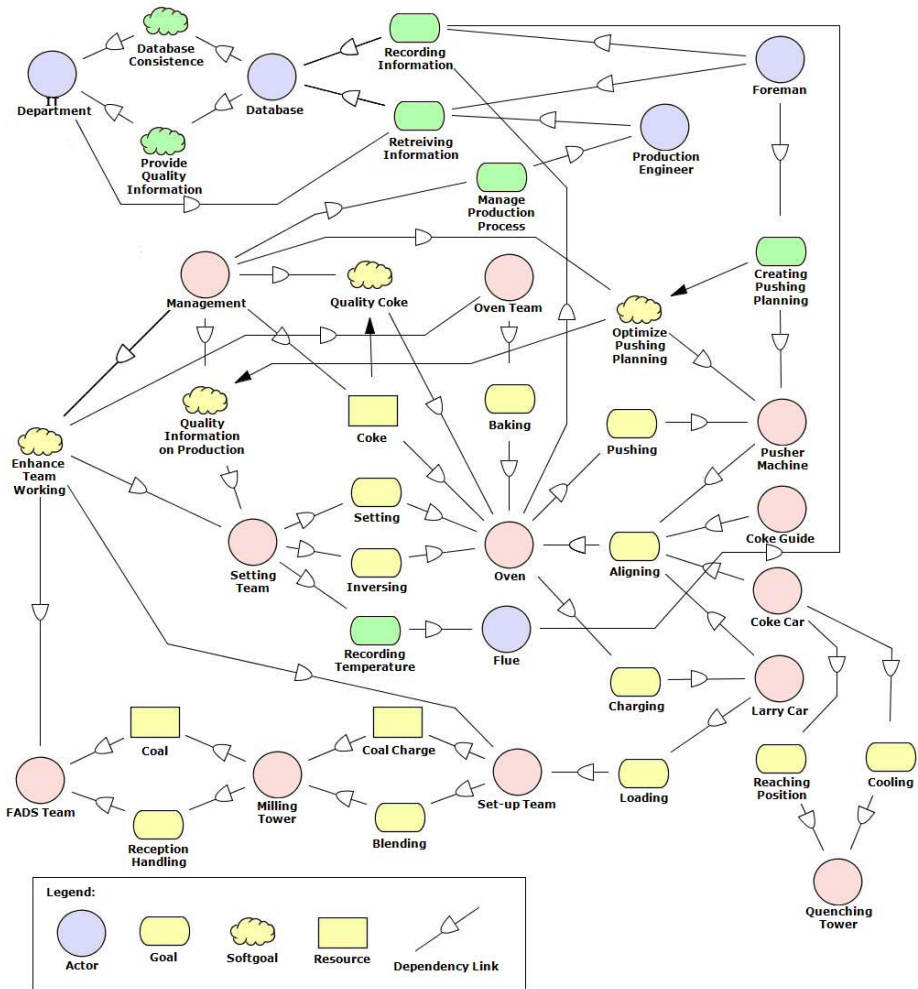 Database
Consistence
Recording
Information
IT
Department
Database
Foreman
Provide
Quality
Information
Retreiving
Information
Production
Engineer
Manage
Production
Process
Management
Quality Coke
Oven Team
Creating
Pushing
Planning
Optimize
Pushing
Planning
Quality
Information
on Production
Coke
Baking
Pushing
Pusher
Machine
Enhance
Team
Working
Setting
Coke Guide
Setting
Team
Inversing
Oven
Aligning
Coke Car
Recording
Temperature
Flue
Charging
Larry Car
Coal
Coal Charge
FADS Team
Milling
Tower
Set-up Team
Loading
Reaching
Position
Cooling
Reception
Handling
Blending
Quenching
Tower
Legend:
Actor
Goal
Softgoal
Resource
Dependency Link